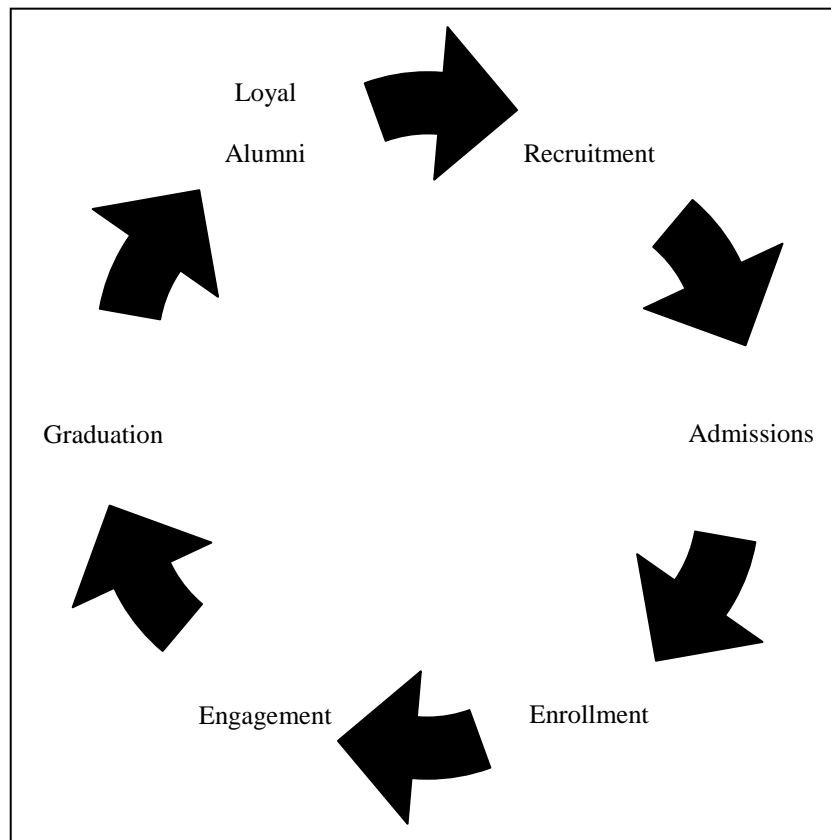 Loyal
Alumni
Recruitment
Graduation
Admissions
Engagement
Enrollment